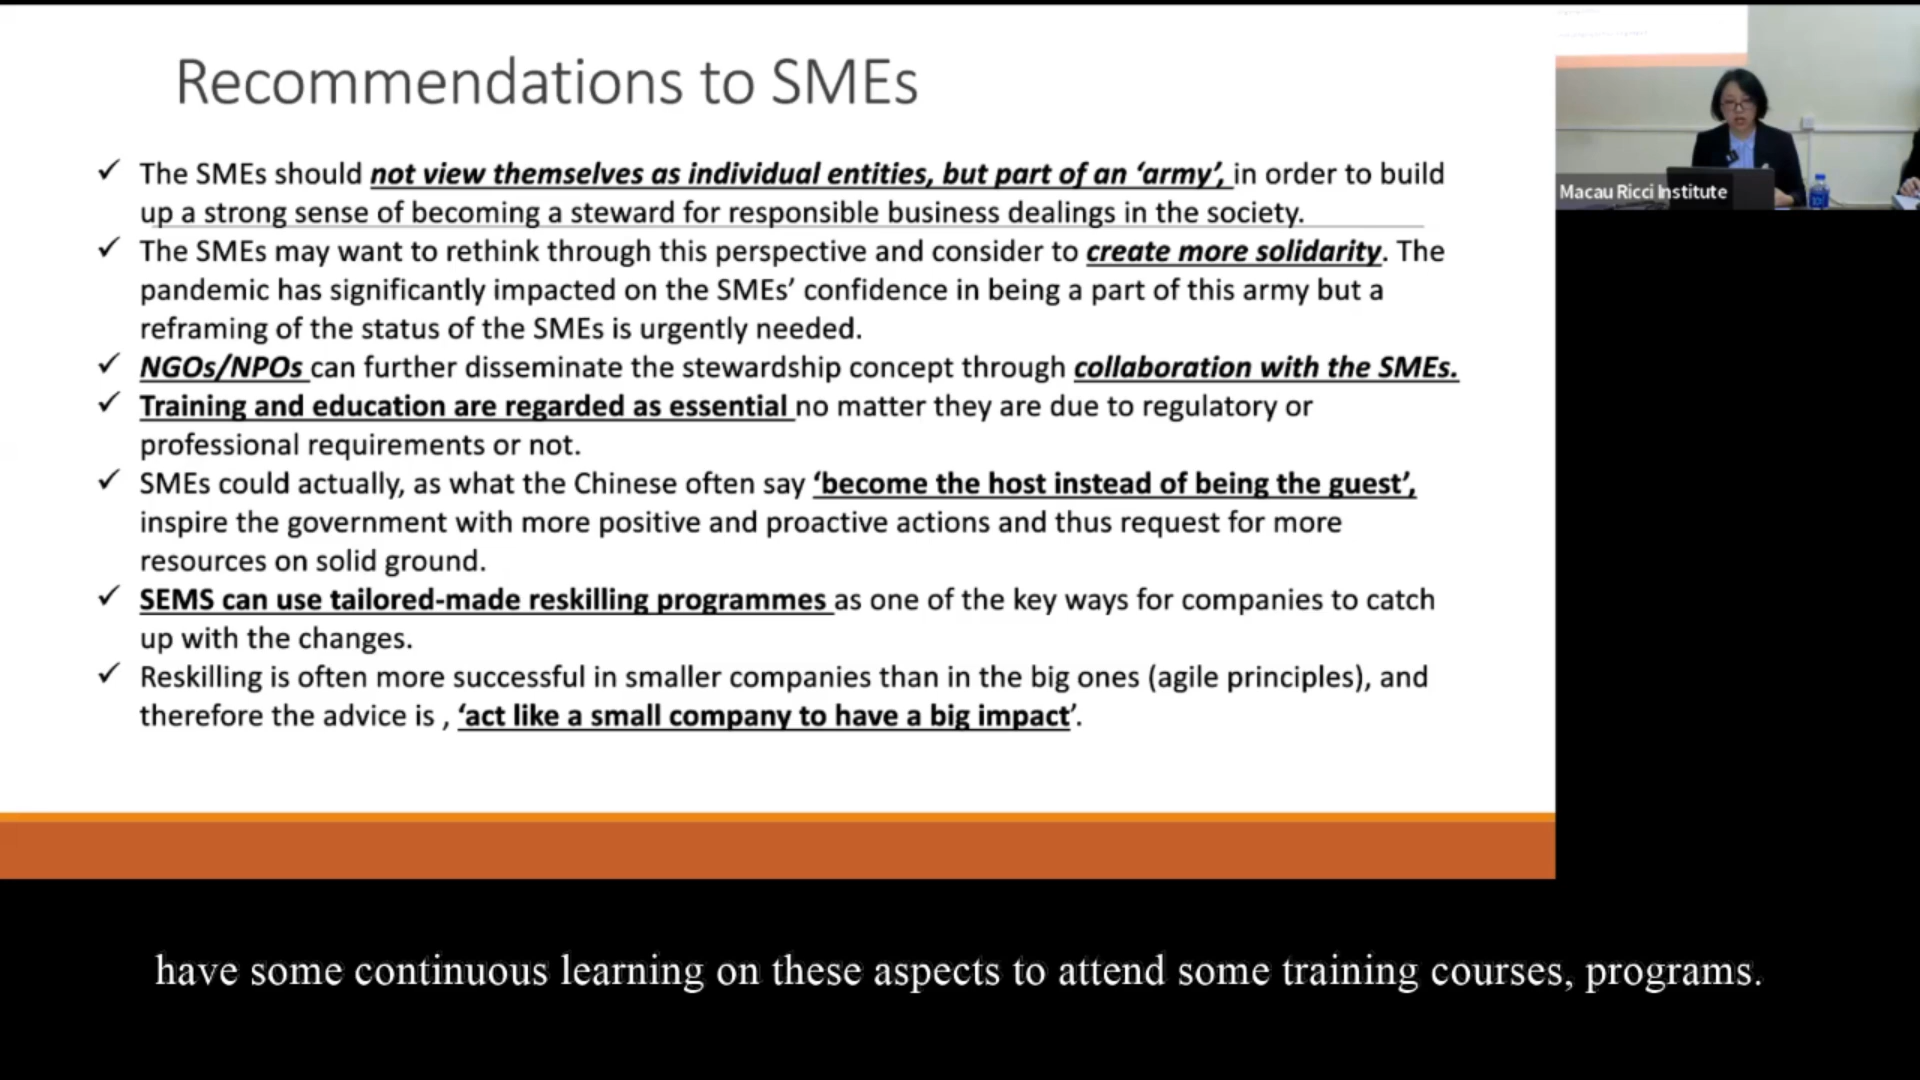 Recommendations to SMEs
✓ The SMEs should not view themselves as individual entities, but part of an ‘army’, in order to build
up a strong sense of becoming a steward for responsible business dealings in the society.
✓ The SMEs may want to rethink through this perspective and consider to create more solidarity. The
pandemic has significantly impacted on the SMEs’ confidence in being a part of this army but a
reframing of the status of the SMEs is urgently needed.
✓ NGOs/NPOs can further disseminate the stewardship concept through collaboration with the SMEs.
✓ Training and education are regarded as essential no matter they are due to regulatory or
professional requirements or not.
✓ SMEs could actually, as what the Chinese often say ‘become the host instead of being the guest’,
inspire the government with more positive and proactive actions and thus request for more
resources on solid ground.
✓ SEMS can use tailored-made reskilling programmes as one of the key ways for companies to catch
up with the changes.
✓ Reskilling is often more successful in smaller companies than in the big ones (agile principles), and
therefore the advice is , ‘act like a small company to have a big impact’.
Macau Ricci Institute
have some continuous learning on these aspects to attend some training courses, programs.